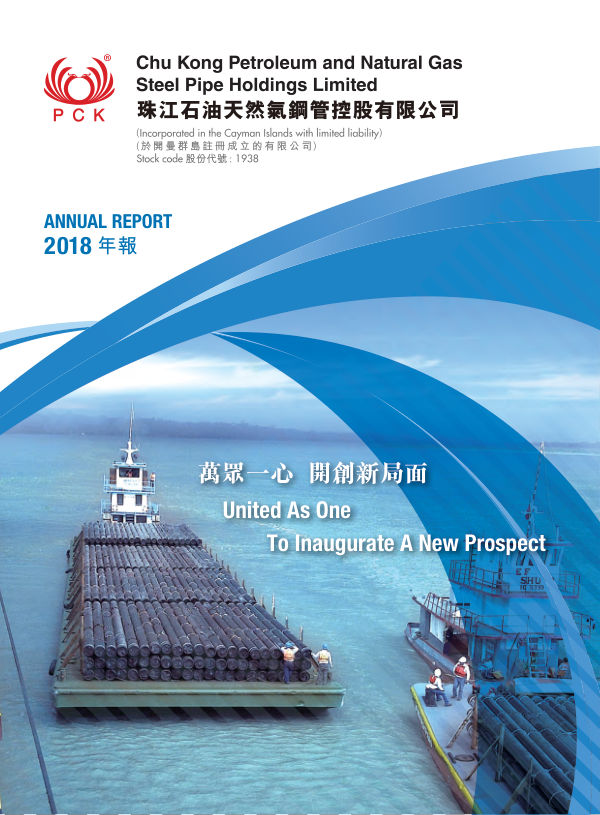 ®
PCK
Chu Kong Petroleum and Natural Gas
Steel Pipe Holdings Limited
珠江石油天然氣鋼管控股有限公司
(Incorporated in the Cayman Islands with limited liability)
(於開曼群島註冊成立的有限公司)
Stock code 股份代號 : 1938
ANNUAL REPORT
2018 年報
萬眾一心 開創新局面
United As One
To Inaugurate A New Prospect